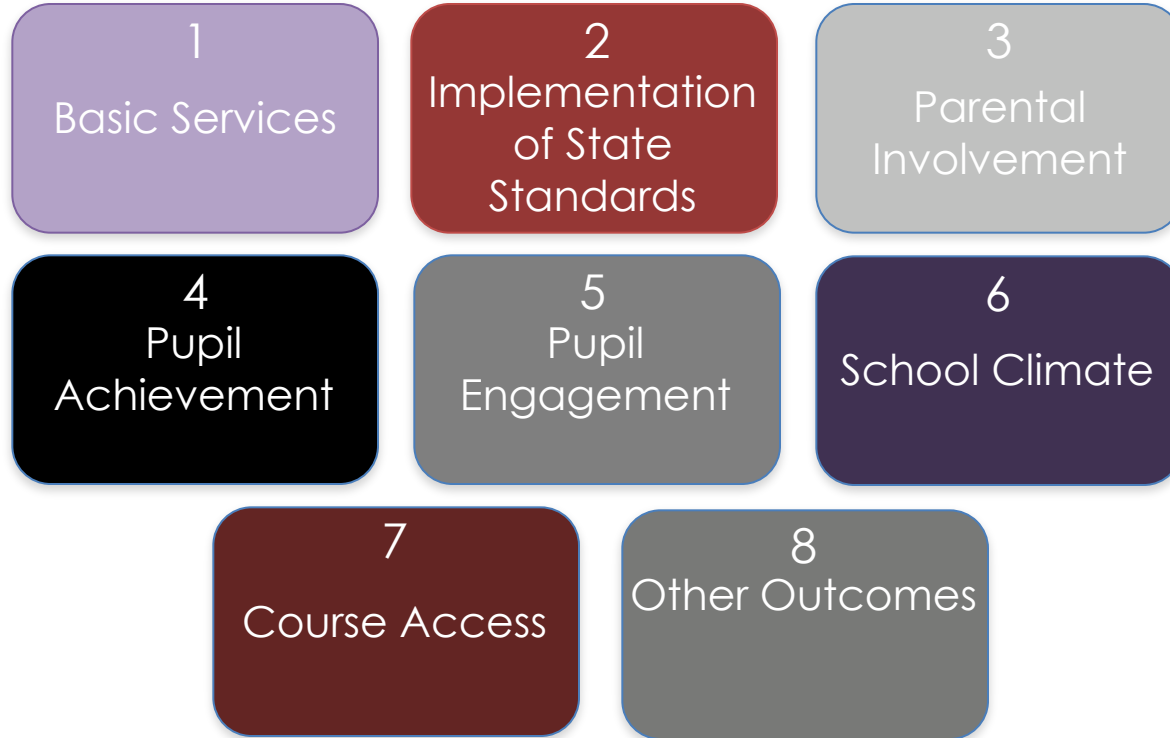 1
Basic Services
2
Implementation
of State
Standards
3
Parental
Involvement
4
Pupil
Achievement
5
Pupil
Engagement
6
School Climate
7
Course Access
8
Other Outcomes